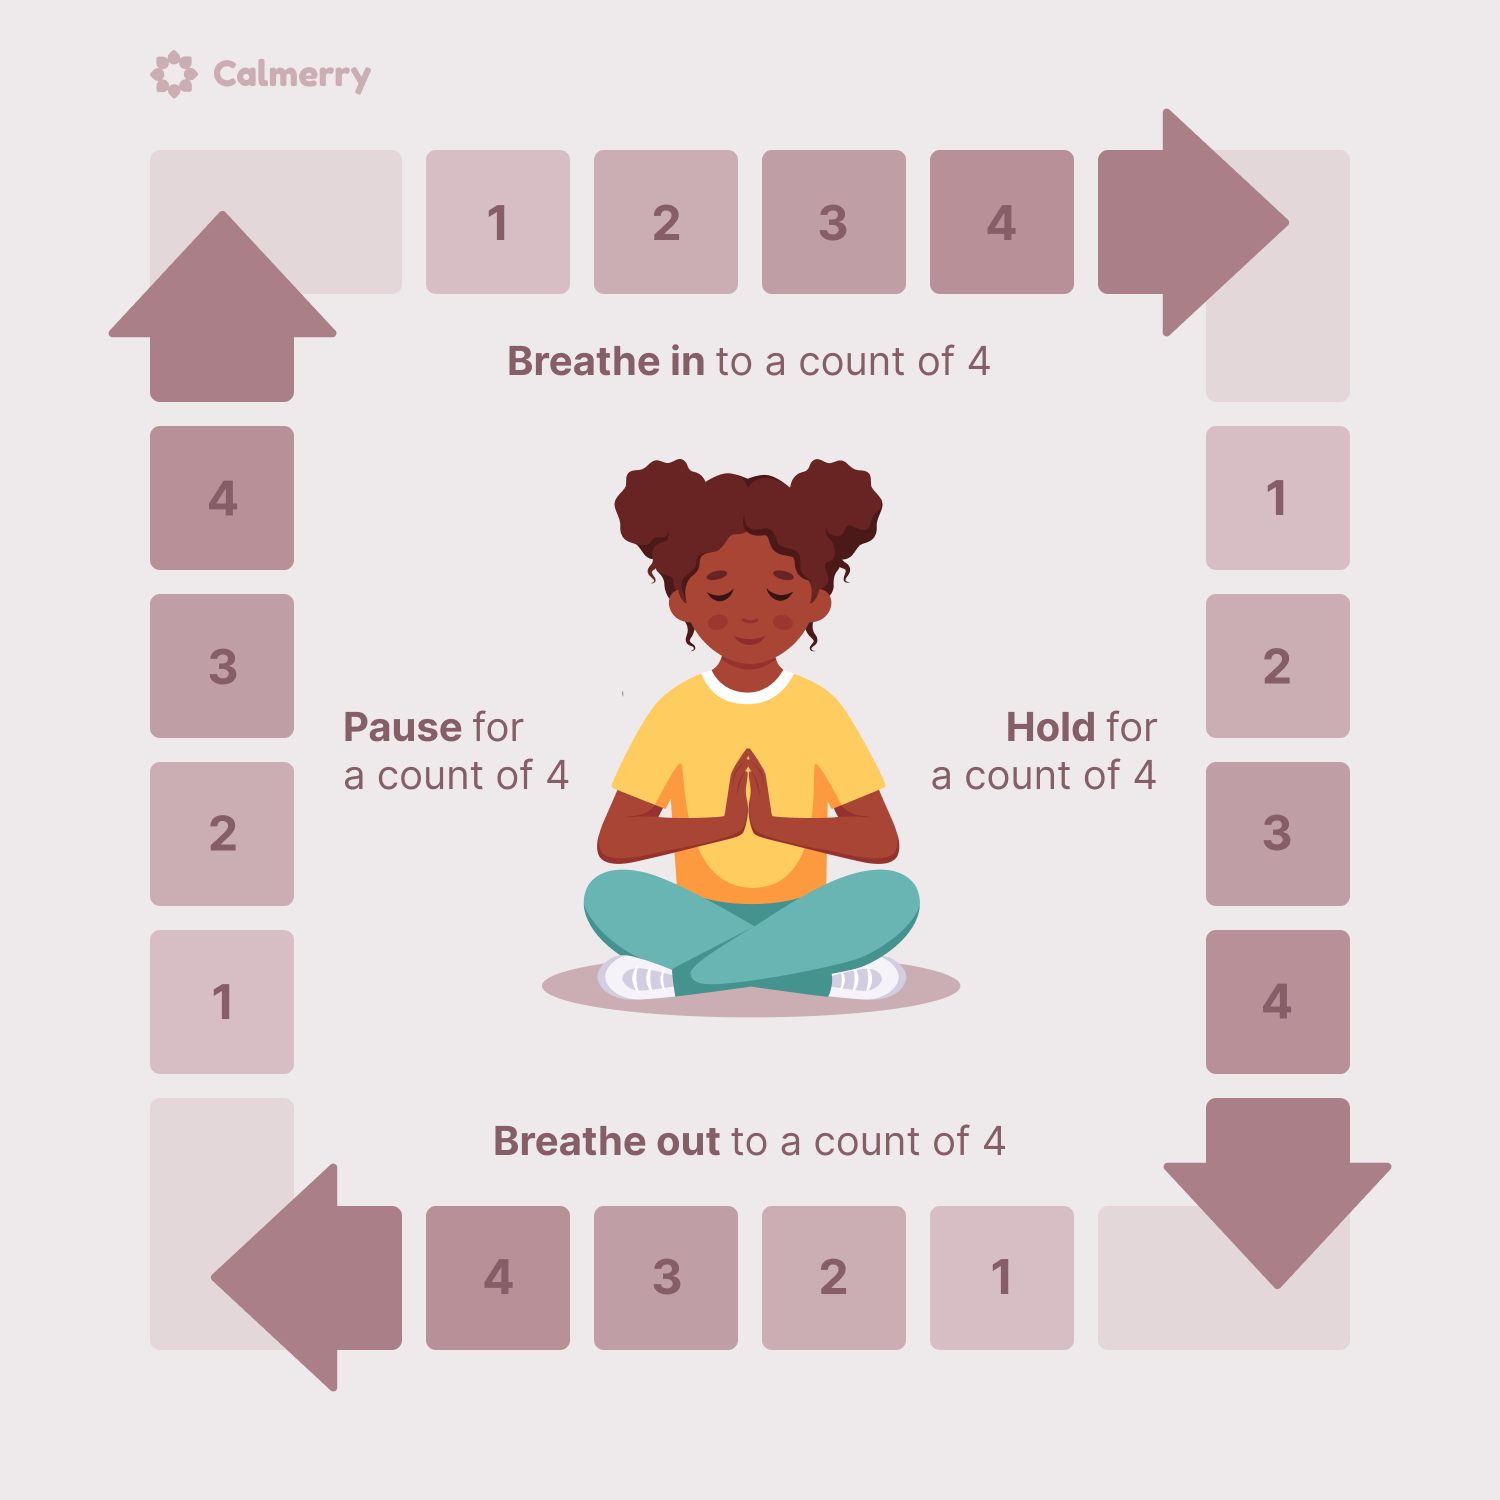 Calmerry
1 2 3 4
Breathe in to a count of 4
4
3
2
1
Pause for
a count of 4
Hold for
a count of 4
1
2
3
4
Breathe out to a count of 4
4 3 2 1